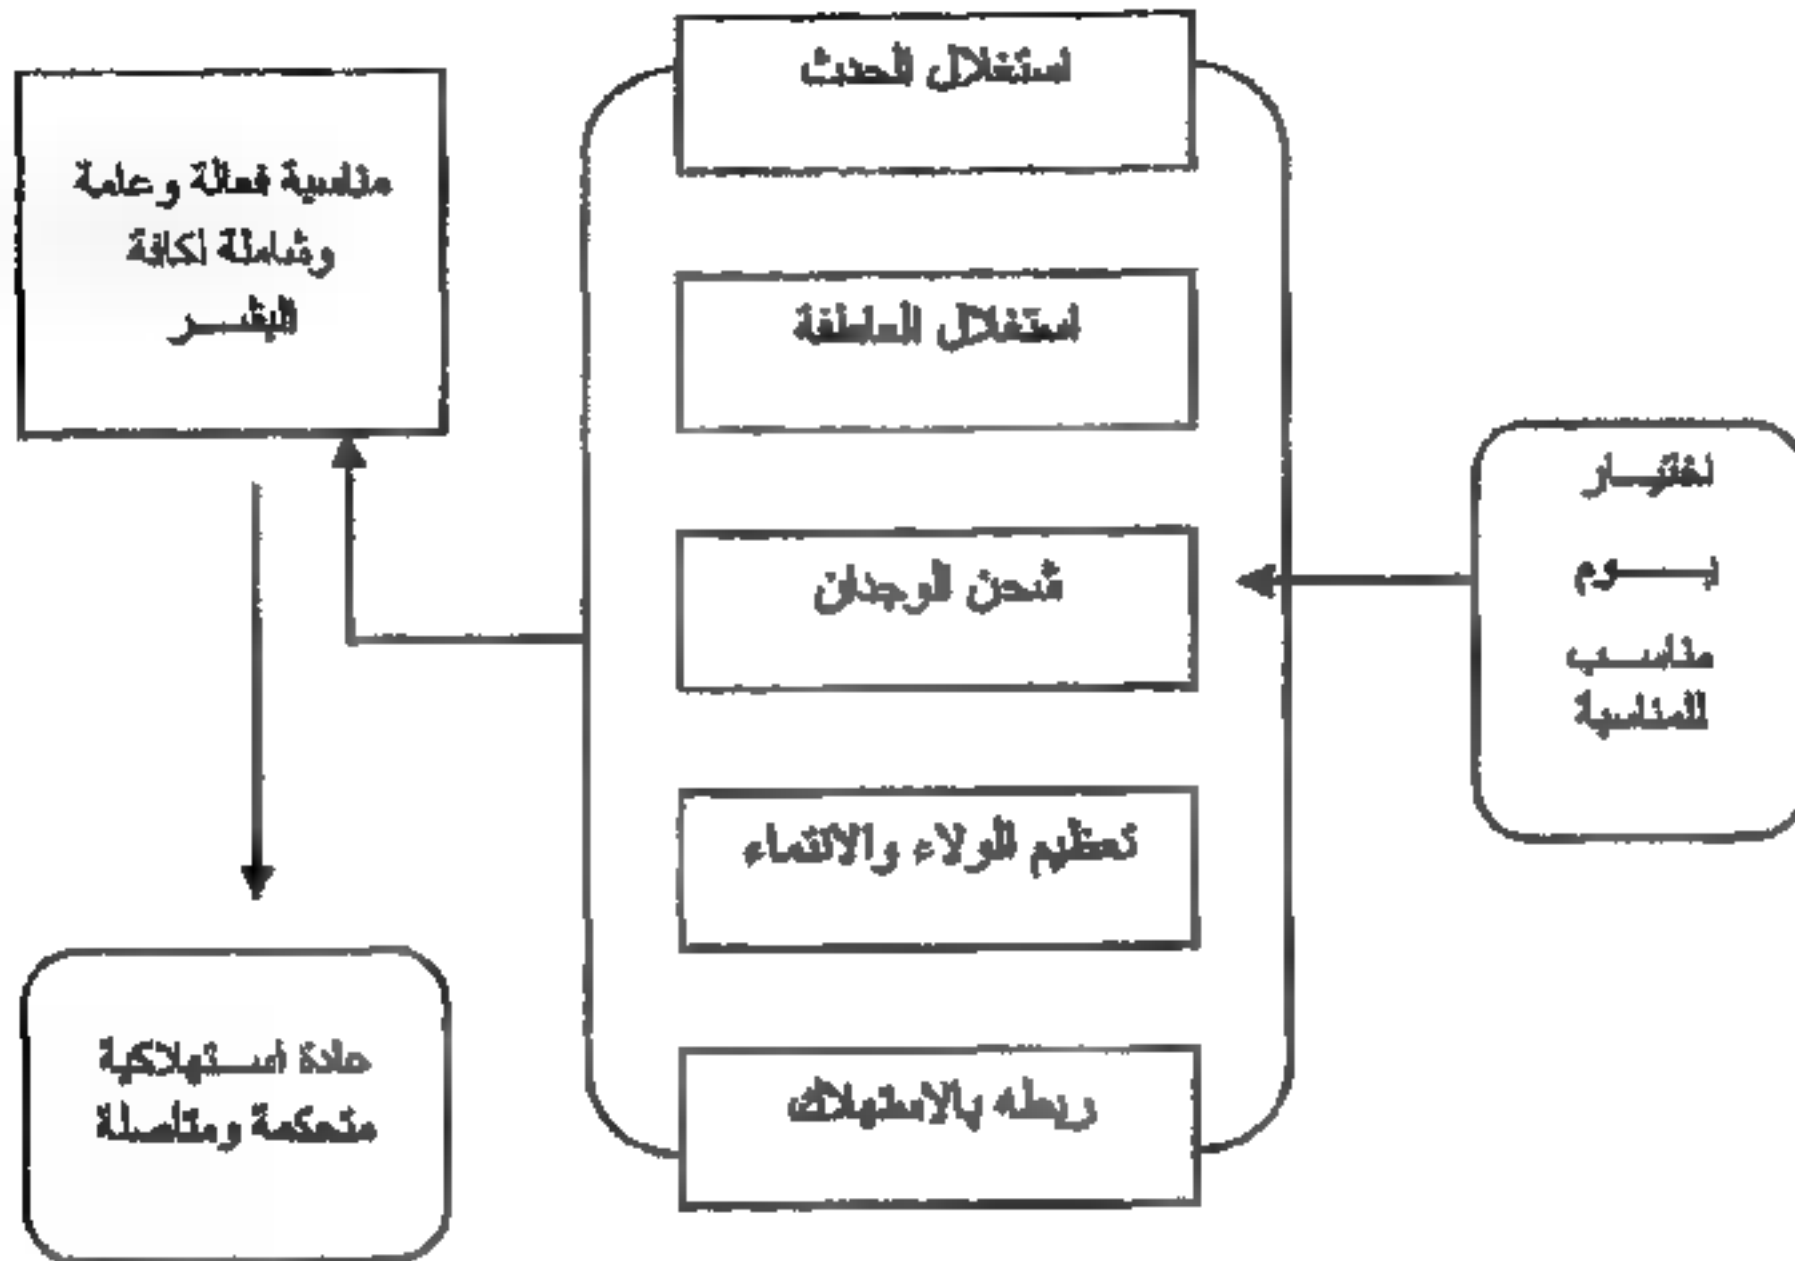 اختيار
يوم
مناسب
للمناسبة
استغلال الحدث
استغلال العاطفة
شحن الوجدان
تعظيم الولاء والانتماء
ربطه بالاستهلاك
مناسبة فعالة وعامة
وشاملة لكافة
البشر
عادة استهلاكية
متحكمة ومتأصلة